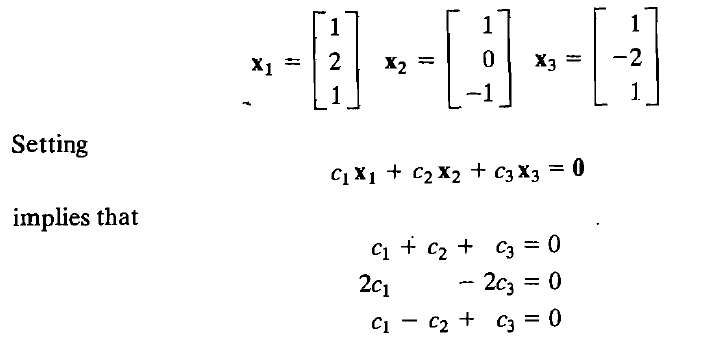 x₁ = [1 2 1] x₂ = [1 0 −1] x₃ = [1 −2 1]
Setting
c₁x₁ + c₂x₂ + c₃x₃ = 0
implies that
c₁ + c₂ + c₃ = 0
2c₁ − 2c₃ = 0
c₁ − c₂ + c₃ = 0